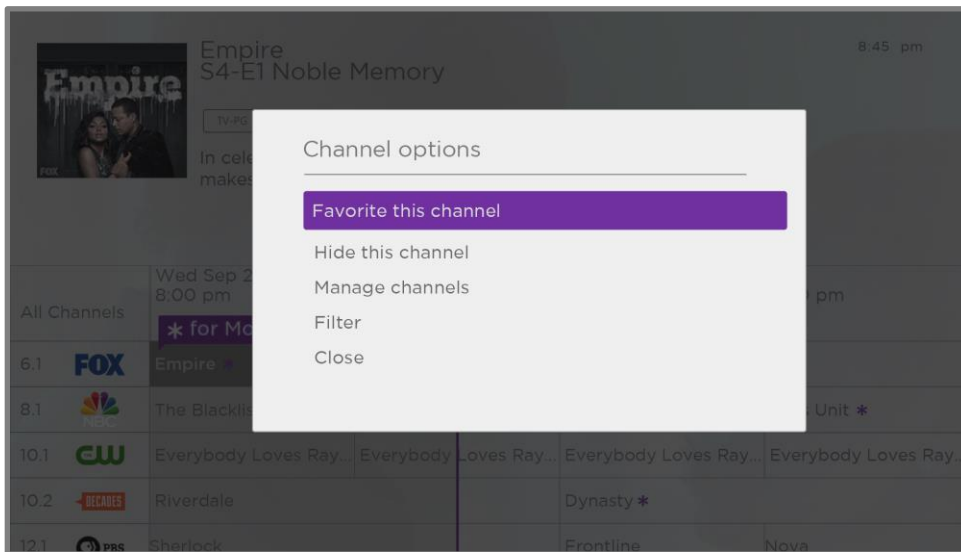 Empire
8:45 pm
S4-E1 Noble Memory
Empire
FOX
TV-PG
In cele
makes
Channel options
Favorite this channel
Hide this channel
Manage channels
Filter
Close
Wed Sep 2
8:00 pm
pm
All Channels
* for Mo
6.1 FOX Empire *
8.1 NBC The Blacklis Unit *
10.1 CW Everybody Loves Ray... Everybody Loves Ray... Everybody Loves Ray... Everybody Loves Ray...
10.2 DECADES Riverdale Dynasty *
12.1 PBS Sherlock Frontline Nova